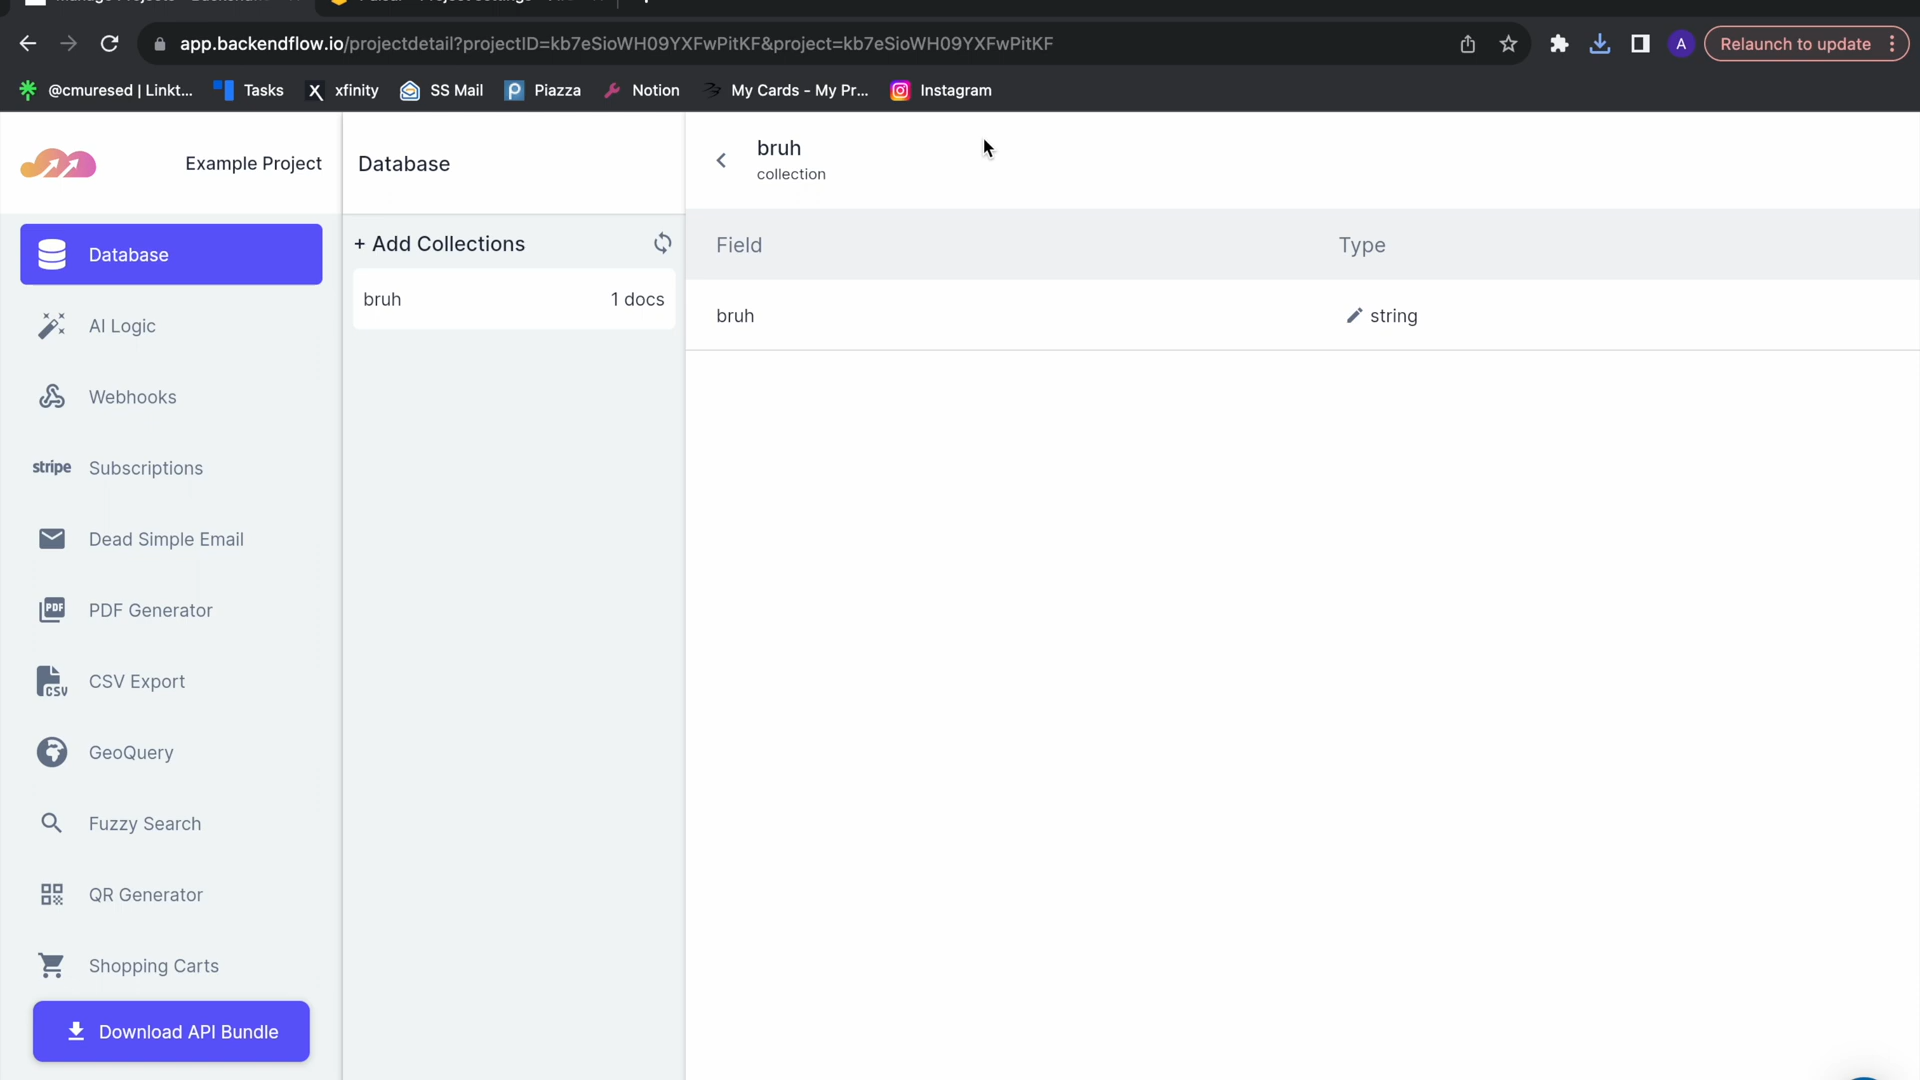 app.backendflow.io/projectdetail?projectID=kb7eSioWH09YXFwPitKF&project=kb7eSioWH09YXFwPitKF
A
Relaunch to update
@cmuresed | Linkt...
Tasks
X
xfinity
SS Mail
P
Piazza
Notion
My Cards - My Pr...
Instagram
Example Project
Database
bruh
collection
Database
+ Add Collections
Field
Type
bruh
1 docs
bruh
string
AI Logic
Webhooks
stripe
Subscriptions
Dead Simple Email
PDF
PDF Generator
CSV
CSV Export
GeoQuery
Fuzzy Search
QR Generator
Shopping Carts
Download API Bundle